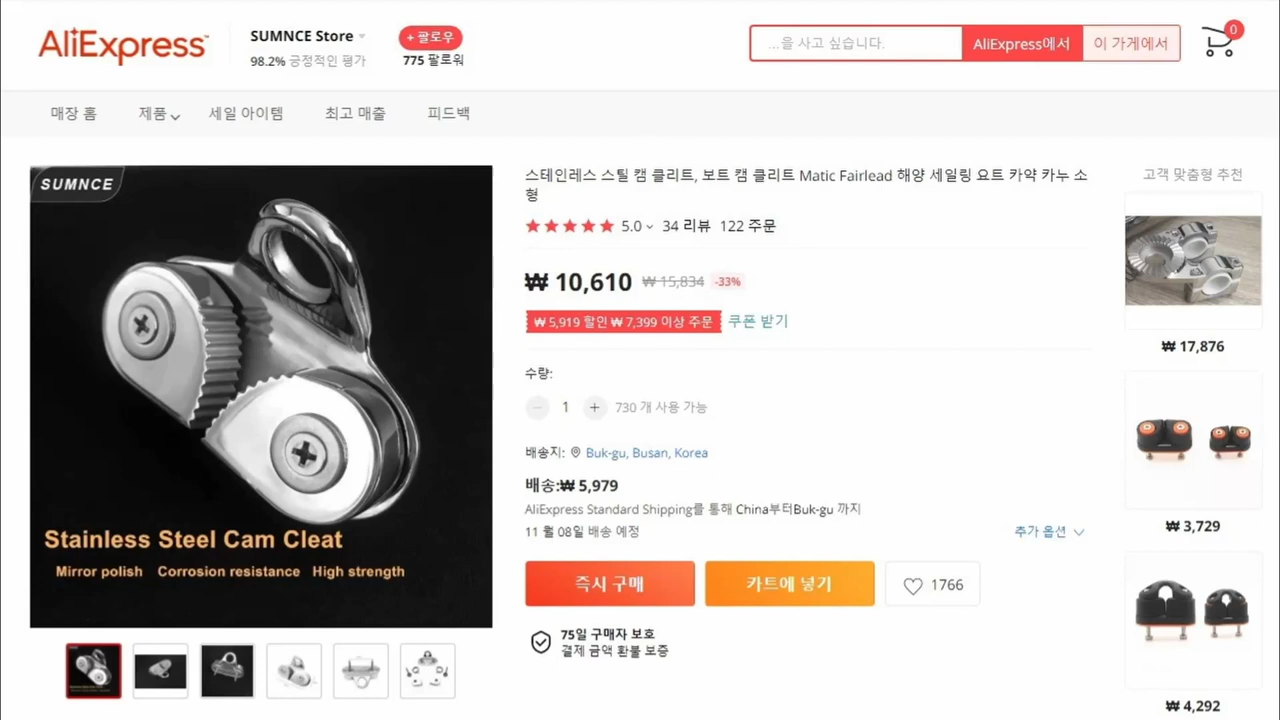 AliExpress™
SUMNCE Store
98.2% 긍정적인 평가
+ 팔로우
775 팔로워
...을 사고 싶습니다.
AliExpress에서
이 가게에서
0
매장 홈
제품
세일 아이템
최고 매출
피드백
SUMNCE
Stainless Steel Cam Cleat
Mirror polish Corrosion resistance High strength
스테인레스 스틸 캠 클리트, 보트 캠 클리트 Matic Fairlead 해양 세일링 요트 카약 카누 소
형
5.0 34 리뷰 122 주문
₩ 10,610 ₩ 15,834 -33%
₩ 5,919 할인 ₩ 7,399 이상 주문 쿠폰 받기
수량:
− 1 + 730 개 사용 가능
배송지: Buk-gu, Busan, Korea
배송:₩ 5,979
AliExpress Standard Shipping를 통해 China부터Buk-gu 까지
11 월 08일 배송 예정
추가 옵션
즉시 구매
카트에 넣기
1766
75일 구매자 보호
결제 금액 환불 보증
고객 맞춤형 추천
₩ 17,876
₩ 3,729
₩ 4,292